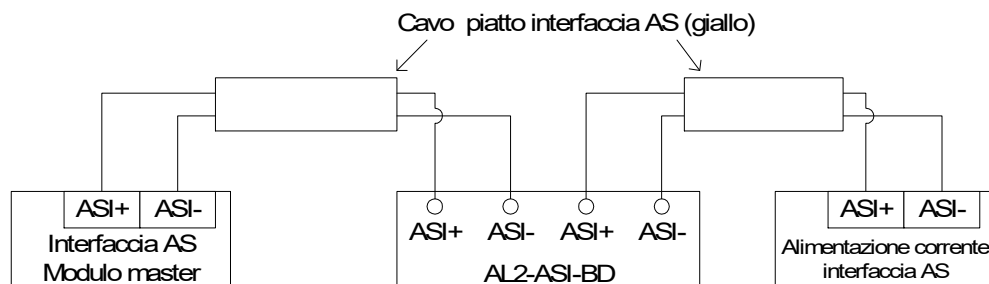 Cavo piatto interfaccia AS (giallo)
ASI+ ASI-
Interfaccia AS
Modulo master
ASI+ ASI- ASI+ ASI-
AL2-ASI-BD
ASI+ ASI-
Alimentazione corrente
interfaccia AS